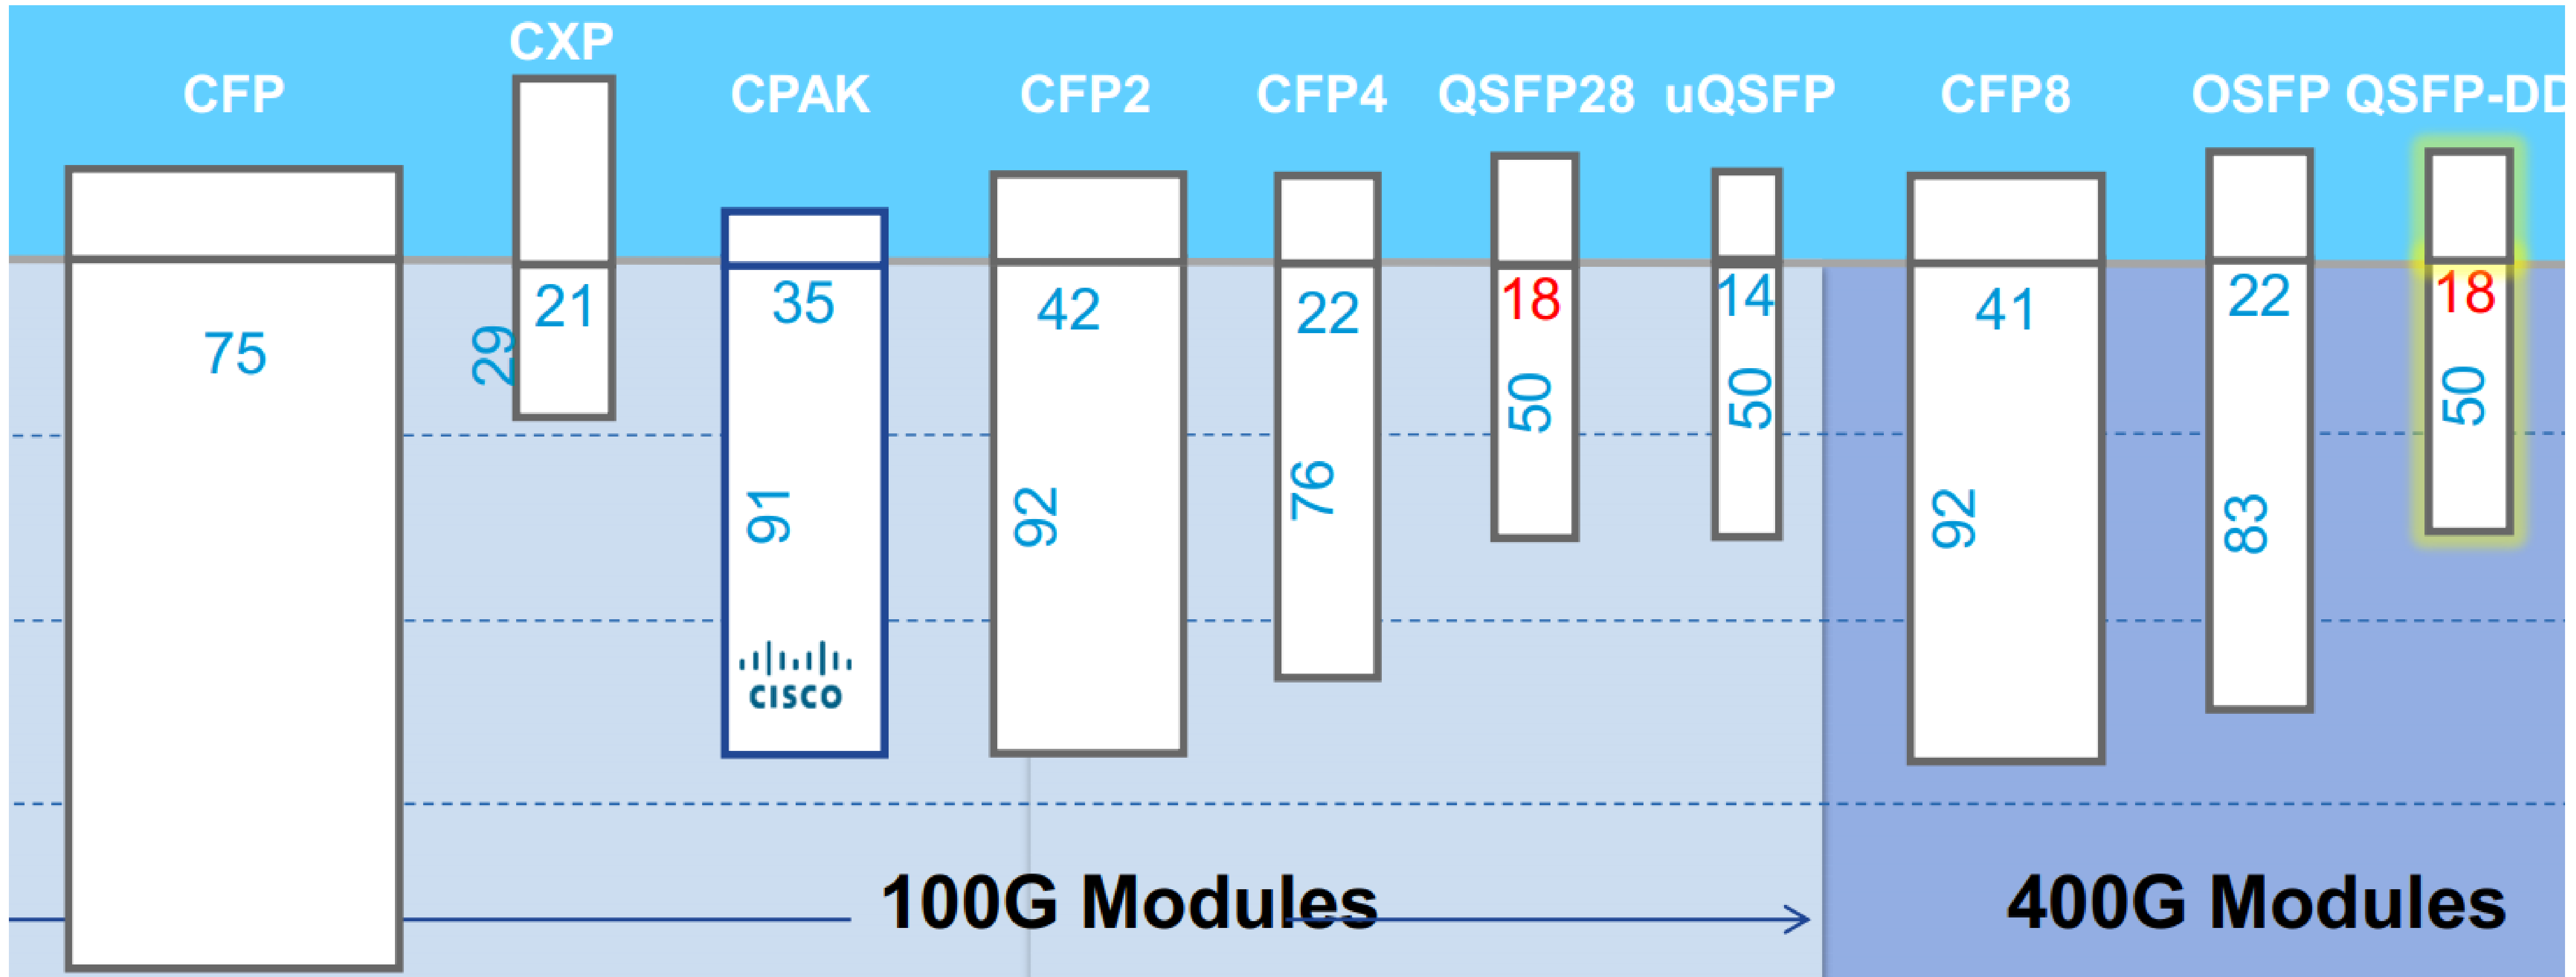 CXP
CFP
CPAK
CFP2
CFP4
QSFP28
uQSFP
CFP8
OSFP
QSFP-DD
75
21
29
35
91
42
92
22
76
18
50
14
50
41
92
22
83
18
50
CISCO
100G Modules
400G Modules